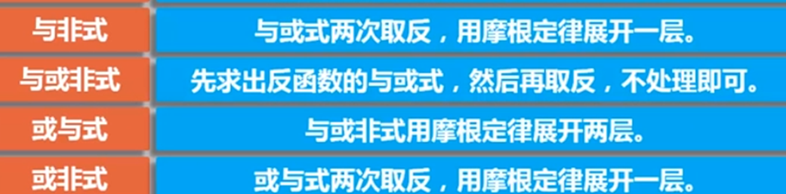 与非式
与或式两次取反，用摩根定律展开一层。
与或非式
先求出反函数的与或式，然后再取反，不处理即可。
或与式
与或非式用摩根定律展开两层。
或非式
或与式两次取反，用摩根定律展开一层。